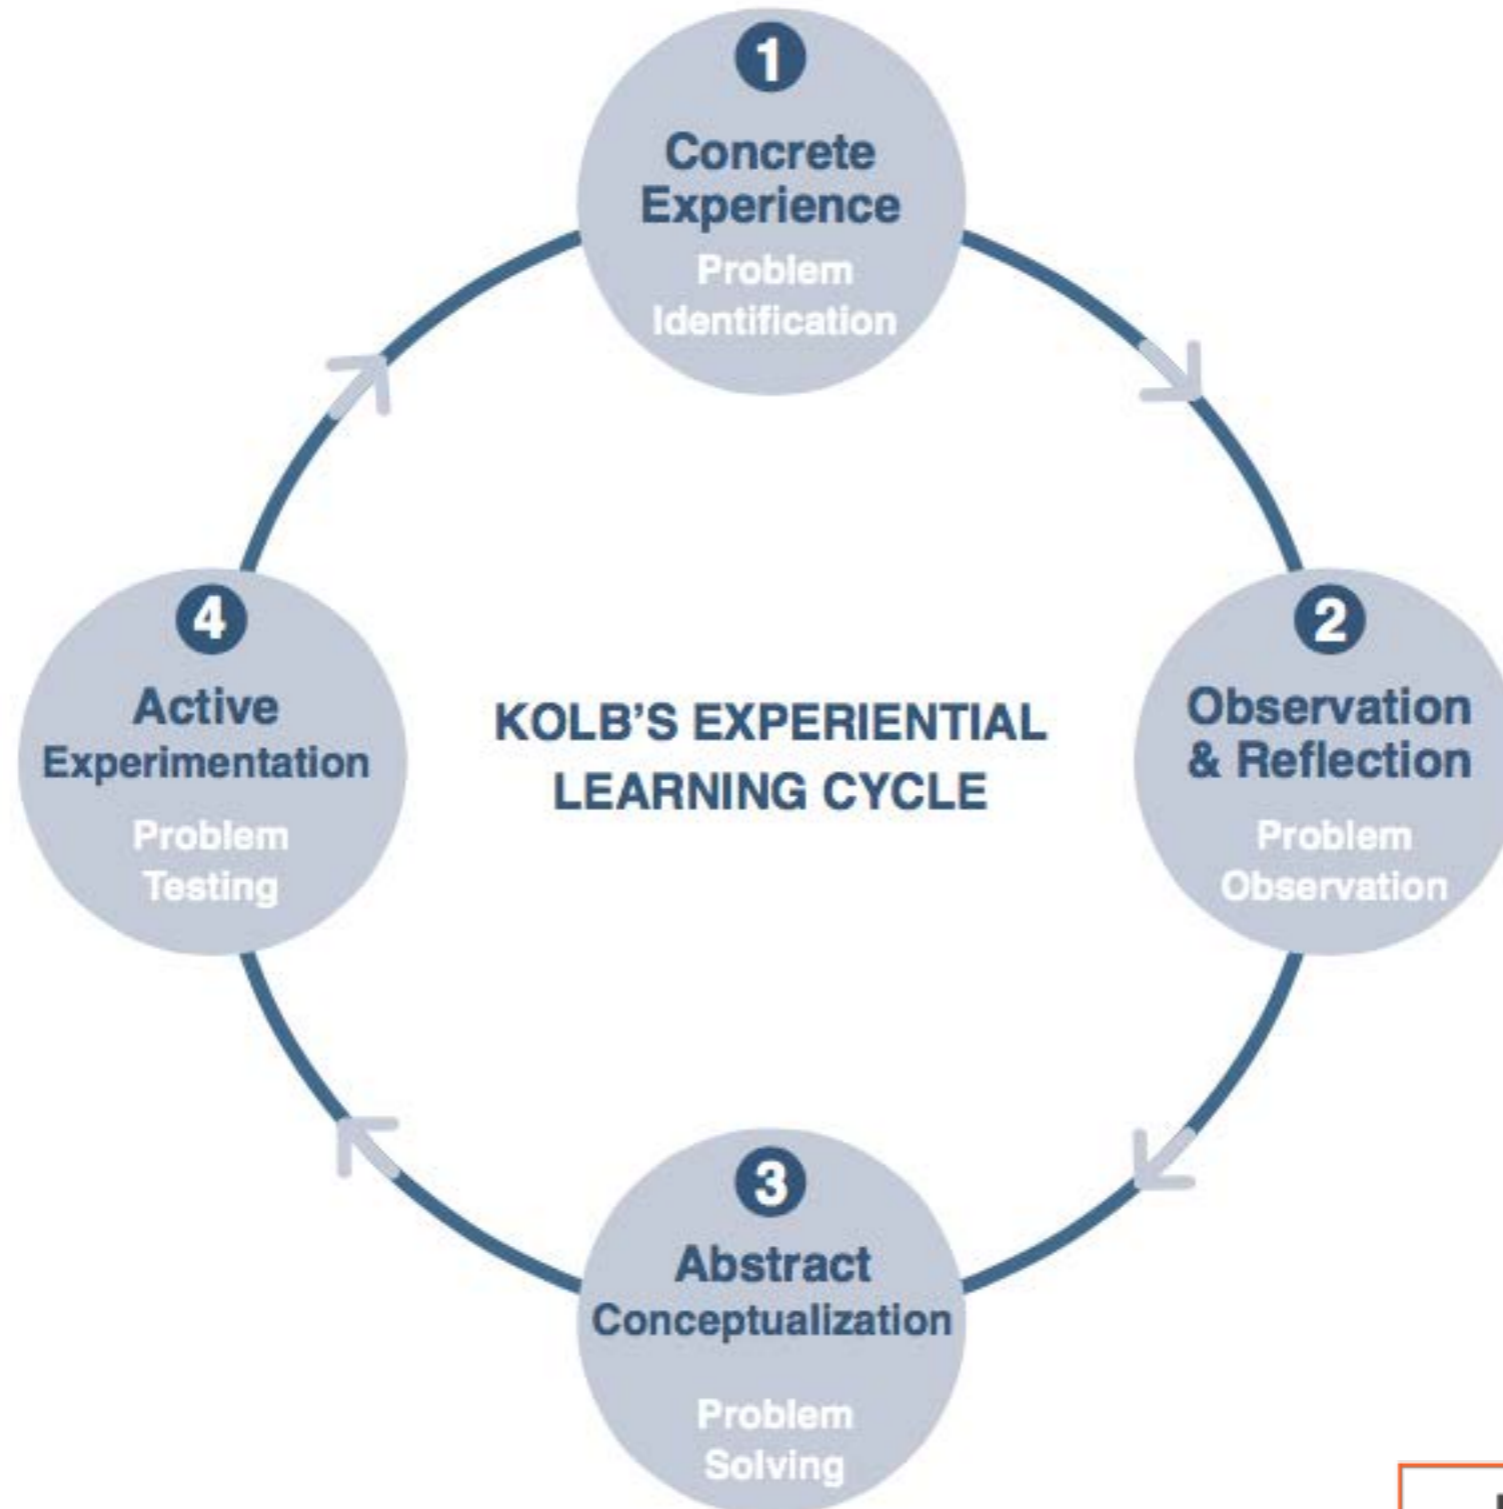 1
Concrete
Experience
Problem
Identification
2
Observation
& Reflection
Problem
Observation
3
Abstract
Conceptualization
Problem
Solving
4
Active
Experimentation
Problem
Testing
KOLB'S EXPERIENTIAL
LEARNING CYCLE